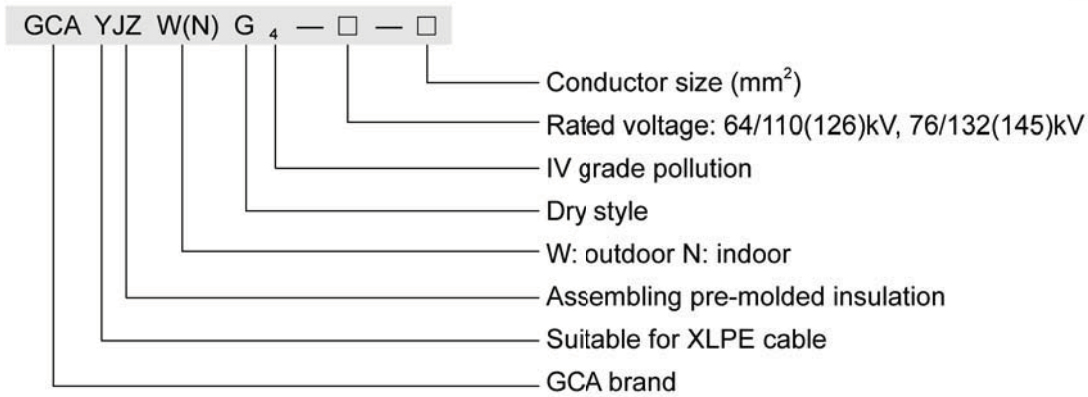 GCA YJZ W(N) G 4 — □ — □
Conductor size (mm²)
Rated voltage: 64/110(126)kV, 76/132(145)kV
IV grade pollution
Dry style
W: outdoor N: indoor
Assembling pre-molded insulation
Suitable for XLPE cable
GCA brand